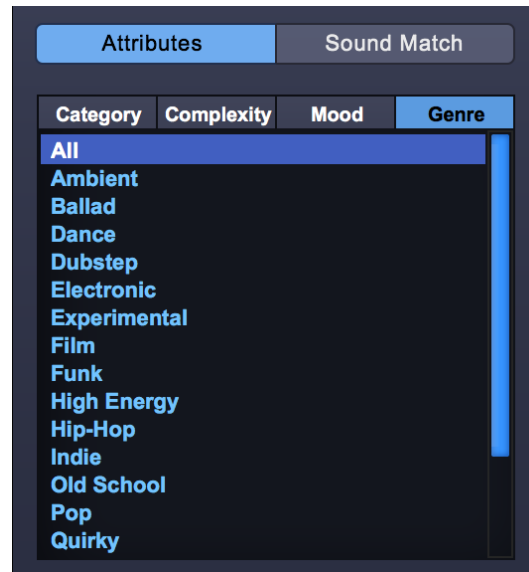 Attributes Sound Match
Category Complexity Mood Genre
All
Ambient
Ballad
Dance
Dubstep
Electronic
Experimental
Film
Funk
High Energy
Hip-Hop
Indie
Old School
Pop
Quirky